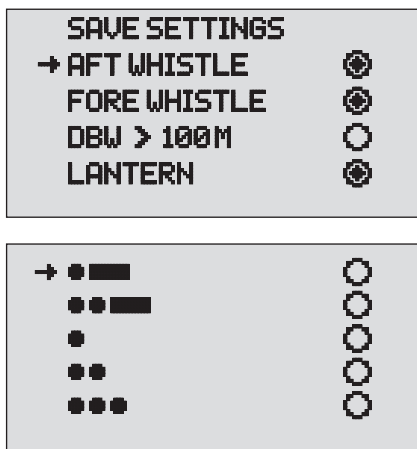 SAVE SETTINGS
→ AFT WHISTLE
FORE WHISTLE
DBW > 100M
LANTERN